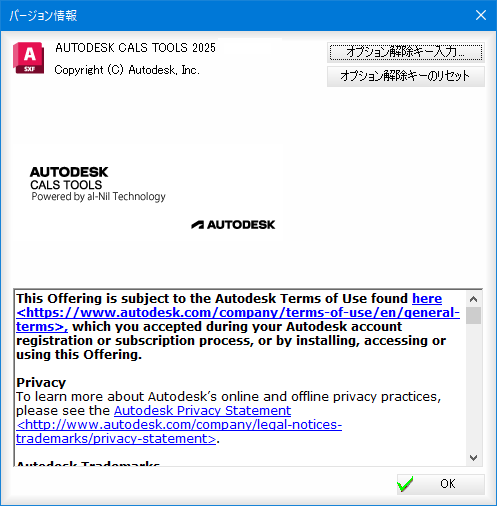 バージョン情報
A
SXF
AUTODESK CALS TOOLS 2025
Copyright (C) Autodesk, Inc.
オプション解除キー入力...
オプション解除キーのリセット
AUTODESK
CALS TOOLS
Powered by al-Nil Technology
AUTODESK
This Offering is subject to the Autodesk Terms of Use found here
<https://www.autodesk.com/company/terms-of-use/en/general-
terms>, which you accepted during your Autodesk account
registration or subscription process, or by installing, accessing or
using this Offering.
Privacy
To learn more about Autodesk's online and offline privacy practices,
please see the Autodesk Privacy Statement
<http://www.autodesk.com/company/legal-notices-
trademarks/privacy-statement>.
Autodesk Trademarks
OK